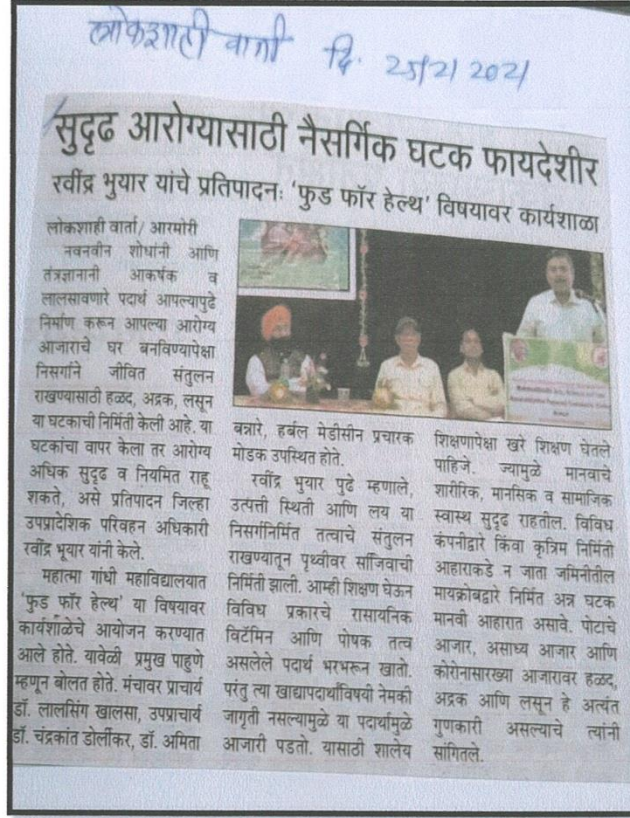 लोकशाही वार्ता दि. 25/2/2021
सुदृढ आरोग्यासाठी नैसर्गिक घटक फायदेशीर
रवींद्र भुयार यांचे प्रतिपादनः ‘फुड फॉर हेल्थ’ विषयावर कार्यशाळा
लोकशाही वार्ता/ आरमोरी
नवनवीन शोधांनी आणि
तंत्रज्ञानानी आकर्षक व
लालसावणारे पदार्थ आपल्यापुढे
निर्माण करून आपल्या आरोग्य
आजाराचे घर बनविण्यापेक्षा
निसर्गाने जीवित संतुलन
राखण्यासाठी हळद, अद्रक, लसून
या घटकाची निर्मिती केली आहे. या
घटकांचा वापर केला तर आरोग्य
अधिक सुदृढ व नियमित राहू
शकते, असे प्रतिपादन जिल्हा
उपप्रादेशिक परिवहन अधिकारी
रवींद्र भूयार यांनी केले.
महात्मा गांधी महाविद्यालयात
‘फुड फॉर हेल्थ’ या विषयावर
कार्यशाळेचे आयोजन करण्यात
आले होते. यावेळी प्रमुख पाहुणे
म्हणून बोलत होते. मंचावर प्राचार्य
डॉ. लालसिंग खालसा, उपप्राचार्य
डॉ. चंद्रकांत डोर्लीकर, डॉ. अमिता
बन्नारे, हर्बल मेडीसीन प्रचारक
मोडक उपस्थित होते.
रवींद्र भुयार पुढे म्हणाले,
उत्पत्ती स्थिती आणि लय या
निसर्गनिर्मित तत्वाचे संतुलन
राखण्यातून पृथ्वीवर सजिवाची
निर्मिती झाली. आम्ही शिक्षण घेऊन
विविध प्रकारचे रासायनिक
विटॅमिन आणि पोषक तत्व
असलेले पदार्थ भरभरून खातो.
परंतु त्या खाद्यापदार्थाविषयी नेमकी
जागृती नसल्यामुळे या पदार्थामुळे
आजारी पडतो. यासाठी शालेय
शिक्षणापेक्षा खरे शिक्षण घेतले
पाहिजे. ज्यामुळे मानवाचे
शारीरिक, मानसिक व सामाजिक
स्वास्थ सुदृढ राहतील. विविध
कंपनीद्वारे किंवा कृत्रिम निर्मिती
आहाराकडे न जाता जमिनीतील
मायक्रोबद्वारे निर्मित अन्न घटक
मानवी आहारात असावे. पोटाचे
आजार, असाध्य आजार आणि
कोरोनासारख्या आजारावर हळद,
अद्रक आणि लसून हे अत्यंत
गुणकारी असल्याचे त्यांनी
सांगितले.